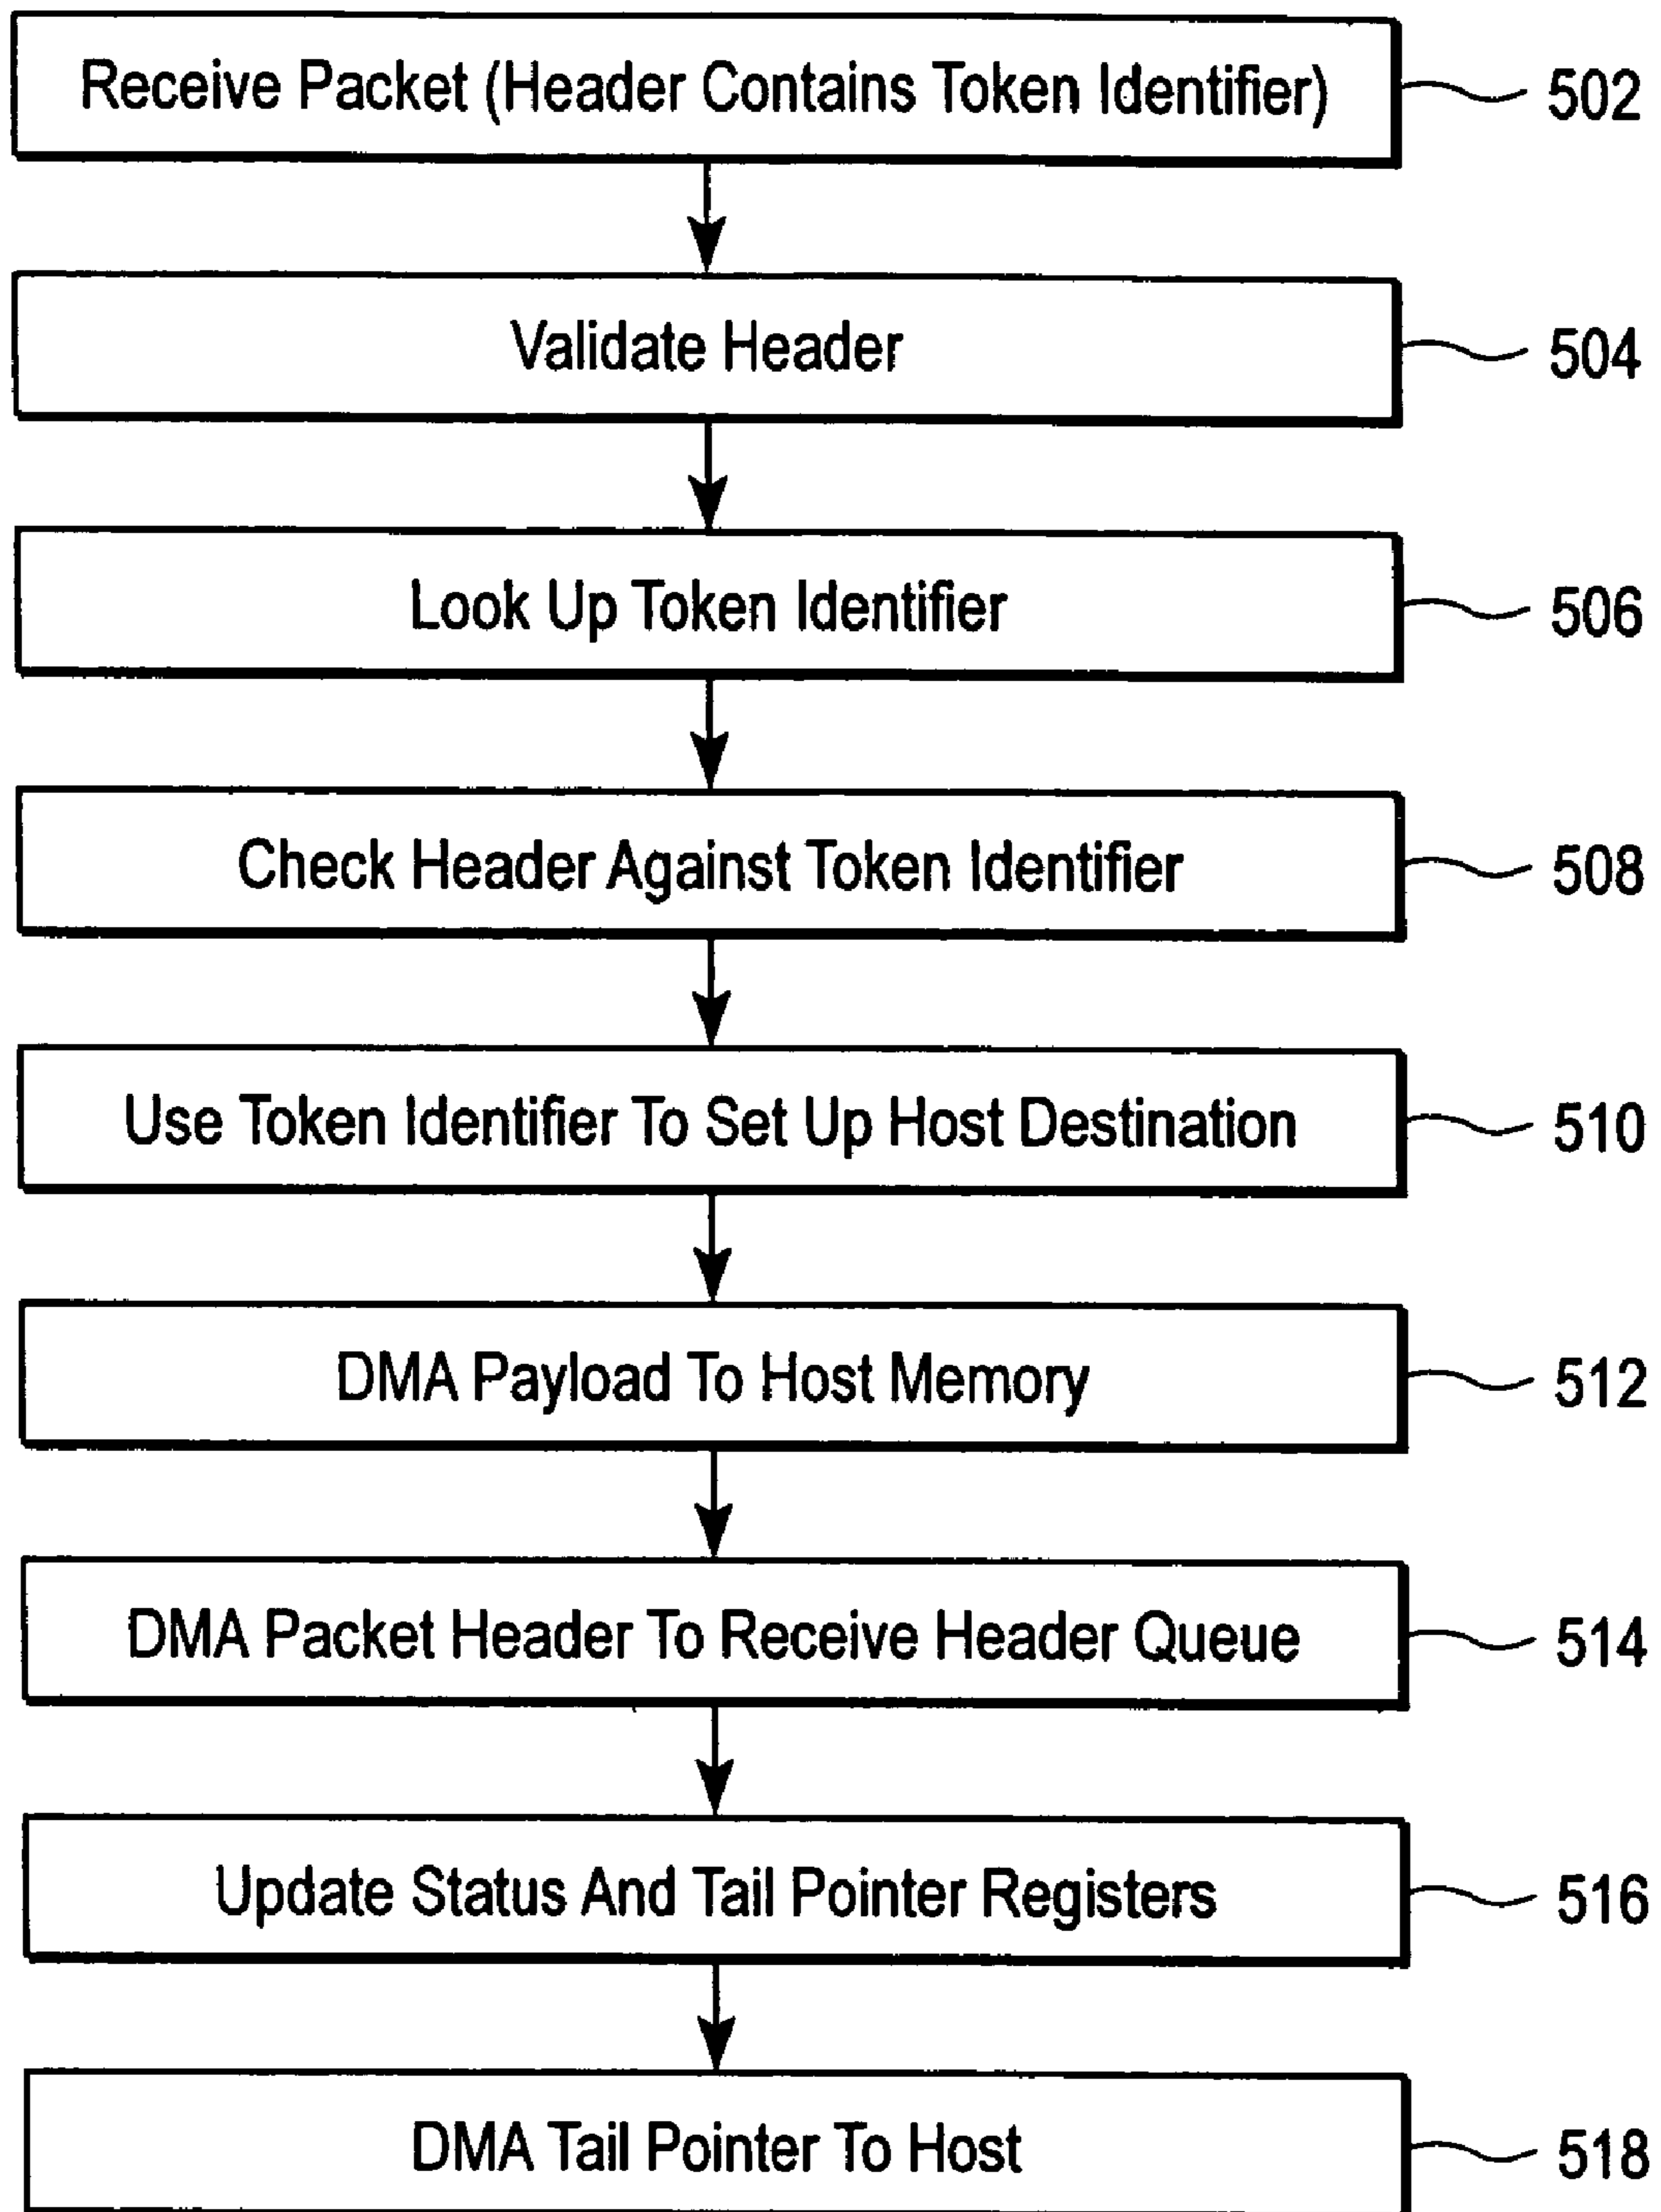 Receive Packet (Header Contains Token Identifier)
502
Validate Header
504
Look Up Token Identifier
506
Check Header Against Token Identifier
508
Use Token Identifier To Set Up Host Destination
510
DMA Payload To Host Memory
512
DMA Packet Header To Receive Header Queue
514
Update Status And Tail Pointer Registers
516
DMA Tail Pointer To Host
518